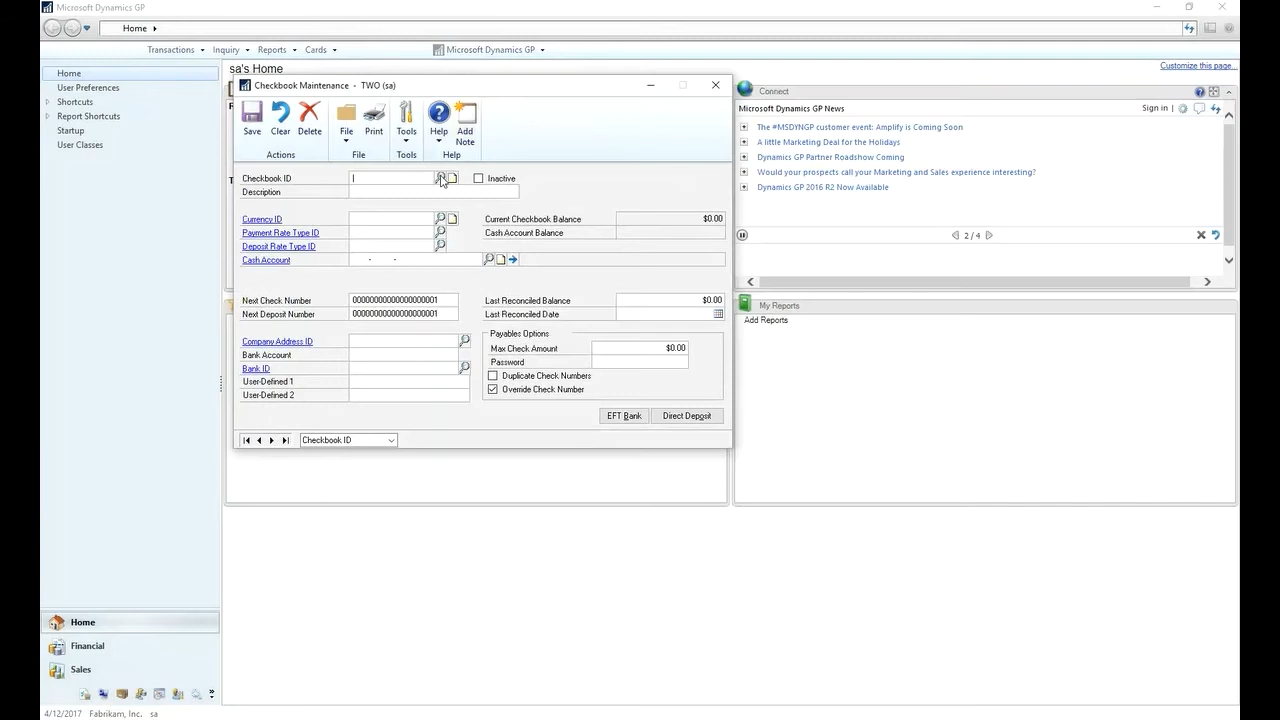 Microsoft Dynamics GP
Home
Transactions Inquiry Reports Cards Microsoft Dynamics GP
Home
User Preferences
Shortcuts
Report Shortcuts
Startup
User Classes
sa's Home
Customize this page...
Checkbook Maintenance - TWO (sa)
Save Clear Delete File Print Tools Help Add Note
Actions File Tools Help
Checkbook ID Inactive
Description
Currency ID Current Checkbook Balance $0.00
Payment Rate Type ID Cash Account Balance
Deposit Rate Type ID
Cash Account - -
Next Check Number 00000000000000000001 Last Reconciled Balance $0.00
Next Deposit Number 00000000000000000001 Last Reconciled Date
Payables Options
Company Address ID Max Check Amount $0.00
Bank Account Password
Bank ID Duplicate Check Numbers
User-Defined 1 Override Check Number
User-Defined 2
EFT Bank Direct Deposit
Checkbook ID
Connect
Microsoft Dynamics GP News Sign in |
The #MSDYNGP customer event: Amplify is Coming Soon
A little Marketing Deal for the Holidays
Dynamics GP Partner Roadshow Coming
Would your prospects call your Marketing and Sales experience interesting?
Dynamics GP 2016 R2 Now Available
2 / 4
My Reports
Add Reports
Home
Financial
Sales
4/12/2017 Fabrikam, Inc. sa